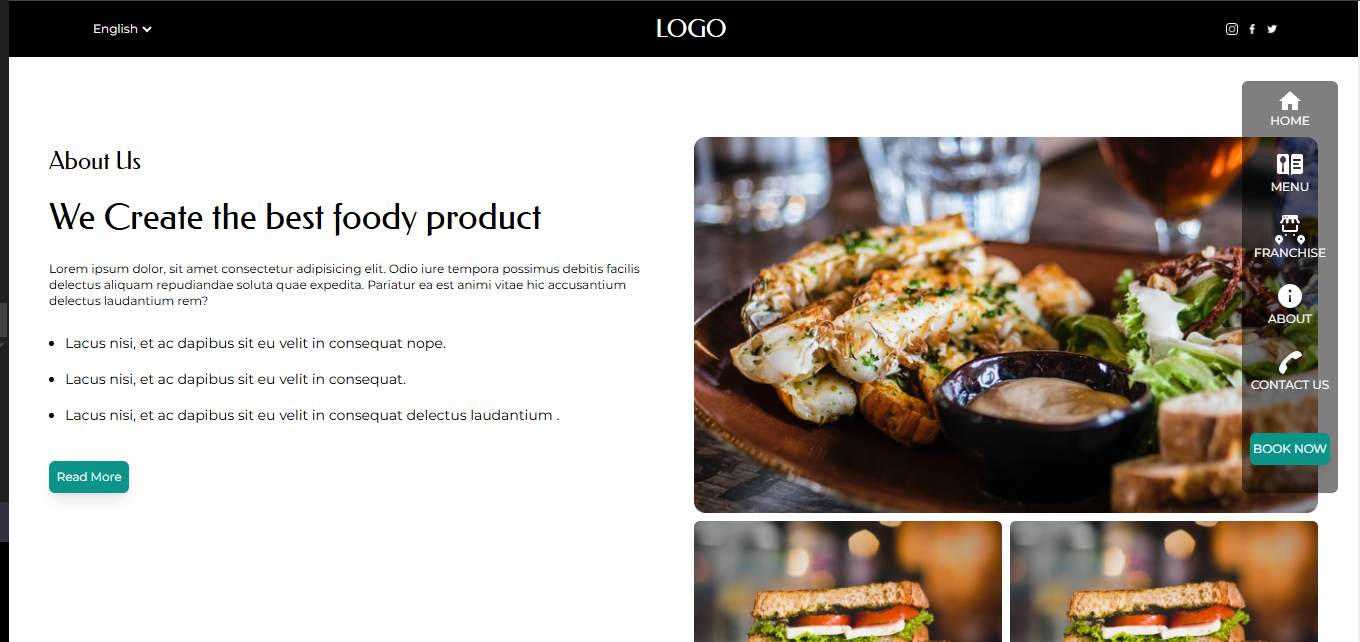 English
LOGO
HOME
MENU
FRANCHISE
ABOUT
CONTACT US
BOOK NOW
About Us
We Create the best foody product
Lorem ipsum dolor, sit amet consectetur adipisicing elit. Odio iure tempora possimus debitis facilis
delectus aliquam repudiandae soluta quae expedita. Pariatur ea est animi vitae hic accusantium
delectus laudantium rem?
Lacus nisi, et ac dapibus sit eu velit in consequat nope.
Lacus nisi, et ac dapibus sit eu velit in consequat.
Lacus nisi, et ac dapibus sit eu velit in consequat delectus laudantium .
Read More